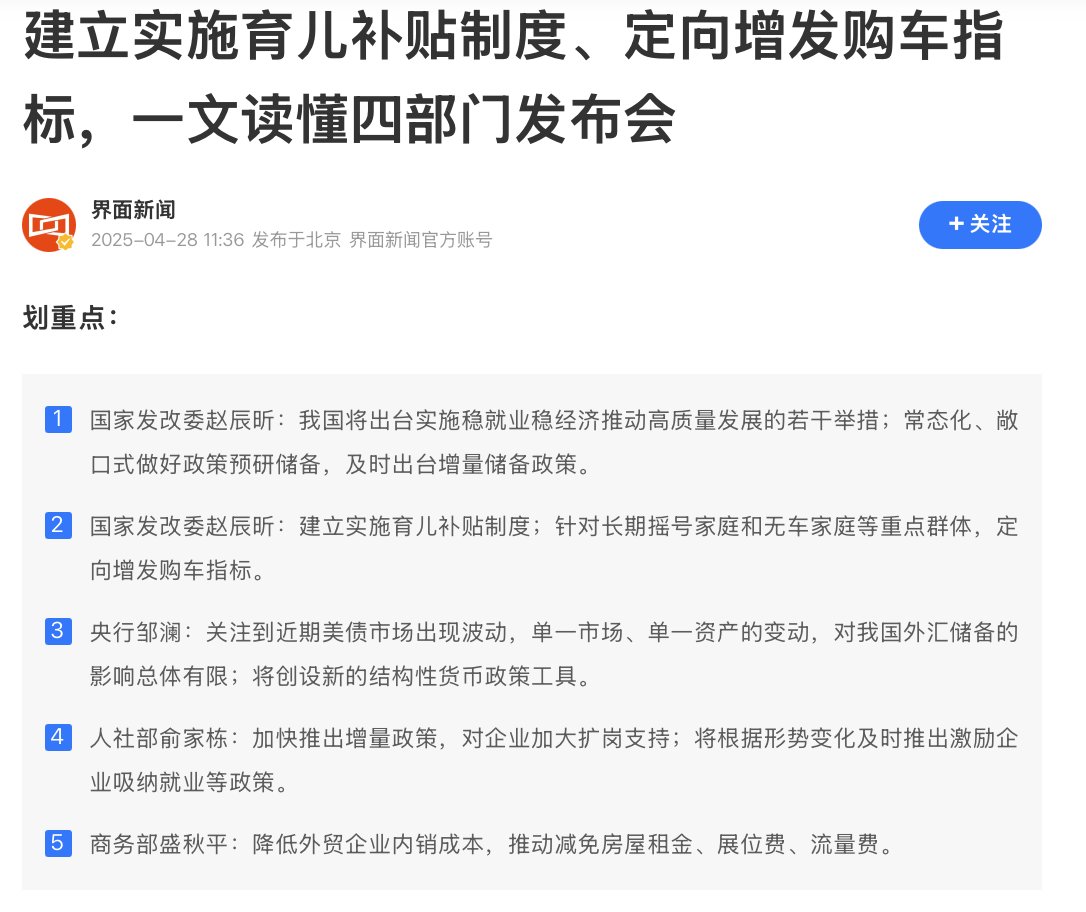 建立实施育儿补贴制度、定向增发购车指
标，一文读懂四部门发布会
界面新闻
2025-04-28 11:36 发布于北京 界面新闻官方账号
+ 关注
划重点：
1 国家发改委赵辰昕：我国将出台实施稳就业稳经济推动高质量发展的若干举措；常态化、敞
口式做好政策预研储备，及时出台增量储备政策。
2 国家发改委赵辰昕：建立实施育儿补贴制度；针对长期摇号家庭和无车家庭等重点群体，定
向增发购车指标。
3 央行邹澜：关注到近期美债市场出现波动，单一市场、单一资产的变动，对我国外汇储备的
影响总体有限；将创设新的结构性货币政策工具。
4 人社部俞家栋：加快推出增量政策，对企业加大扩岗支持；将根据形势变化及时推出激励企
业吸纳就业等政策。
5 商务部盛秋平：降低外贸企业内销成本，推动减免房屋租金、展位费、流量费。